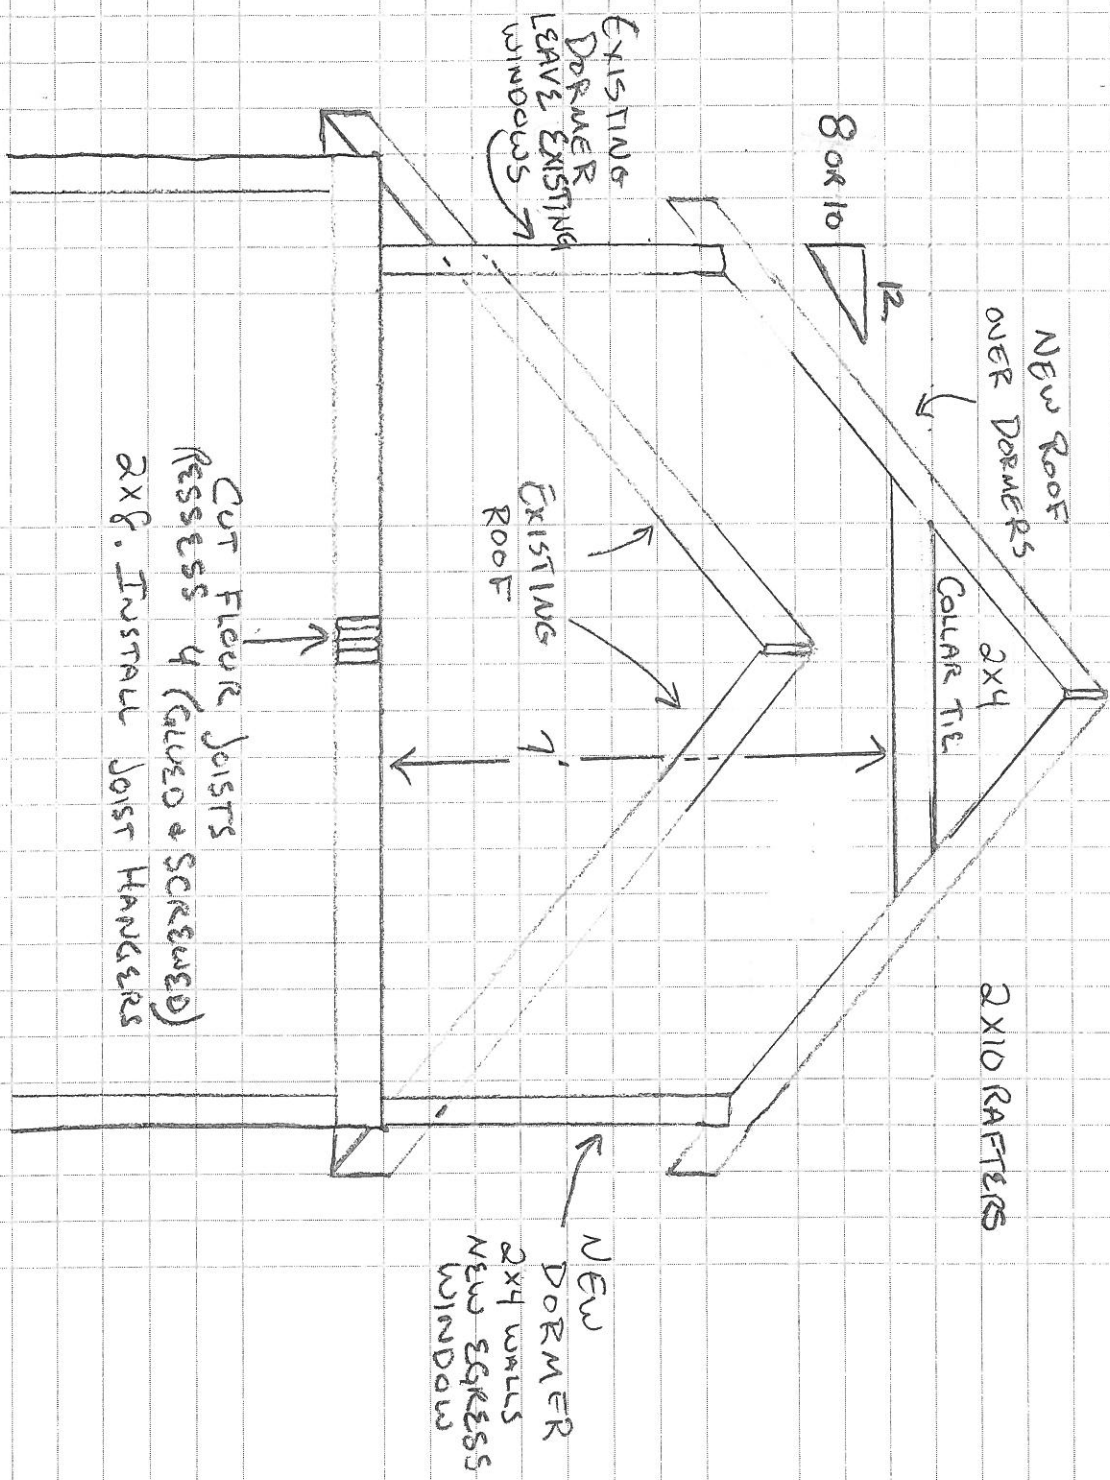 NEW ROOF
OVER DORMERS
12
8 OR 10
2X4
COLLAR TIE
2X10 RAFTERS
EXISTING
DORMER
LEAVE EXISTING
WINDOWS
EXISTING
ROOF
7'
NEW
DORMER
2X4 WALLS
NEW EGRESS
WINDOW
CUT FLOOR JOISTS
RESSESS 4 (GLUED & SCREWED)
2X8. INSTALL JOIST HANGERS